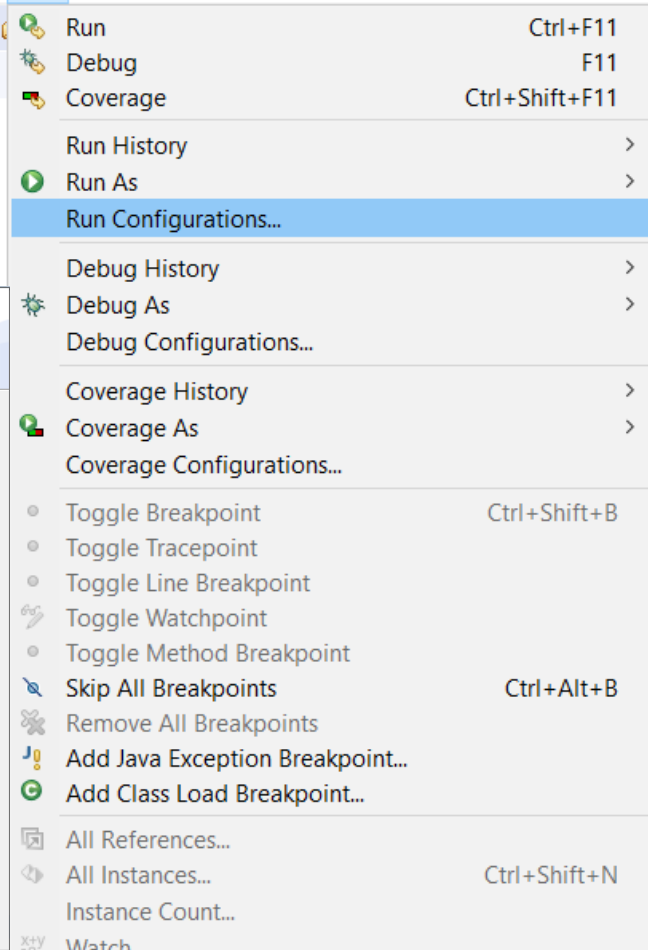 Run Ctrl+F11
Debug F11
Coverage Ctrl+Shift+F11
Run History
Run As
Run Configurations...
Debug History
Debug As
Debug Configurations...
Coverage History
Coverage As
Coverage Configurations...
Toggle Breakpoint Ctrl+Shift+B
Toggle Tracepoint
Toggle Line Breakpoint
Toggle Watchpoint
Toggle Method Breakpoint
Skip All Breakpoints Ctrl+Alt+B
Remove All Breakpoints
Add Java Exception Breakpoint...
Add Class Load Breakpoint...
All References...
All Instances... Ctrl+Shift+N
Instance Count...
x+y Watch